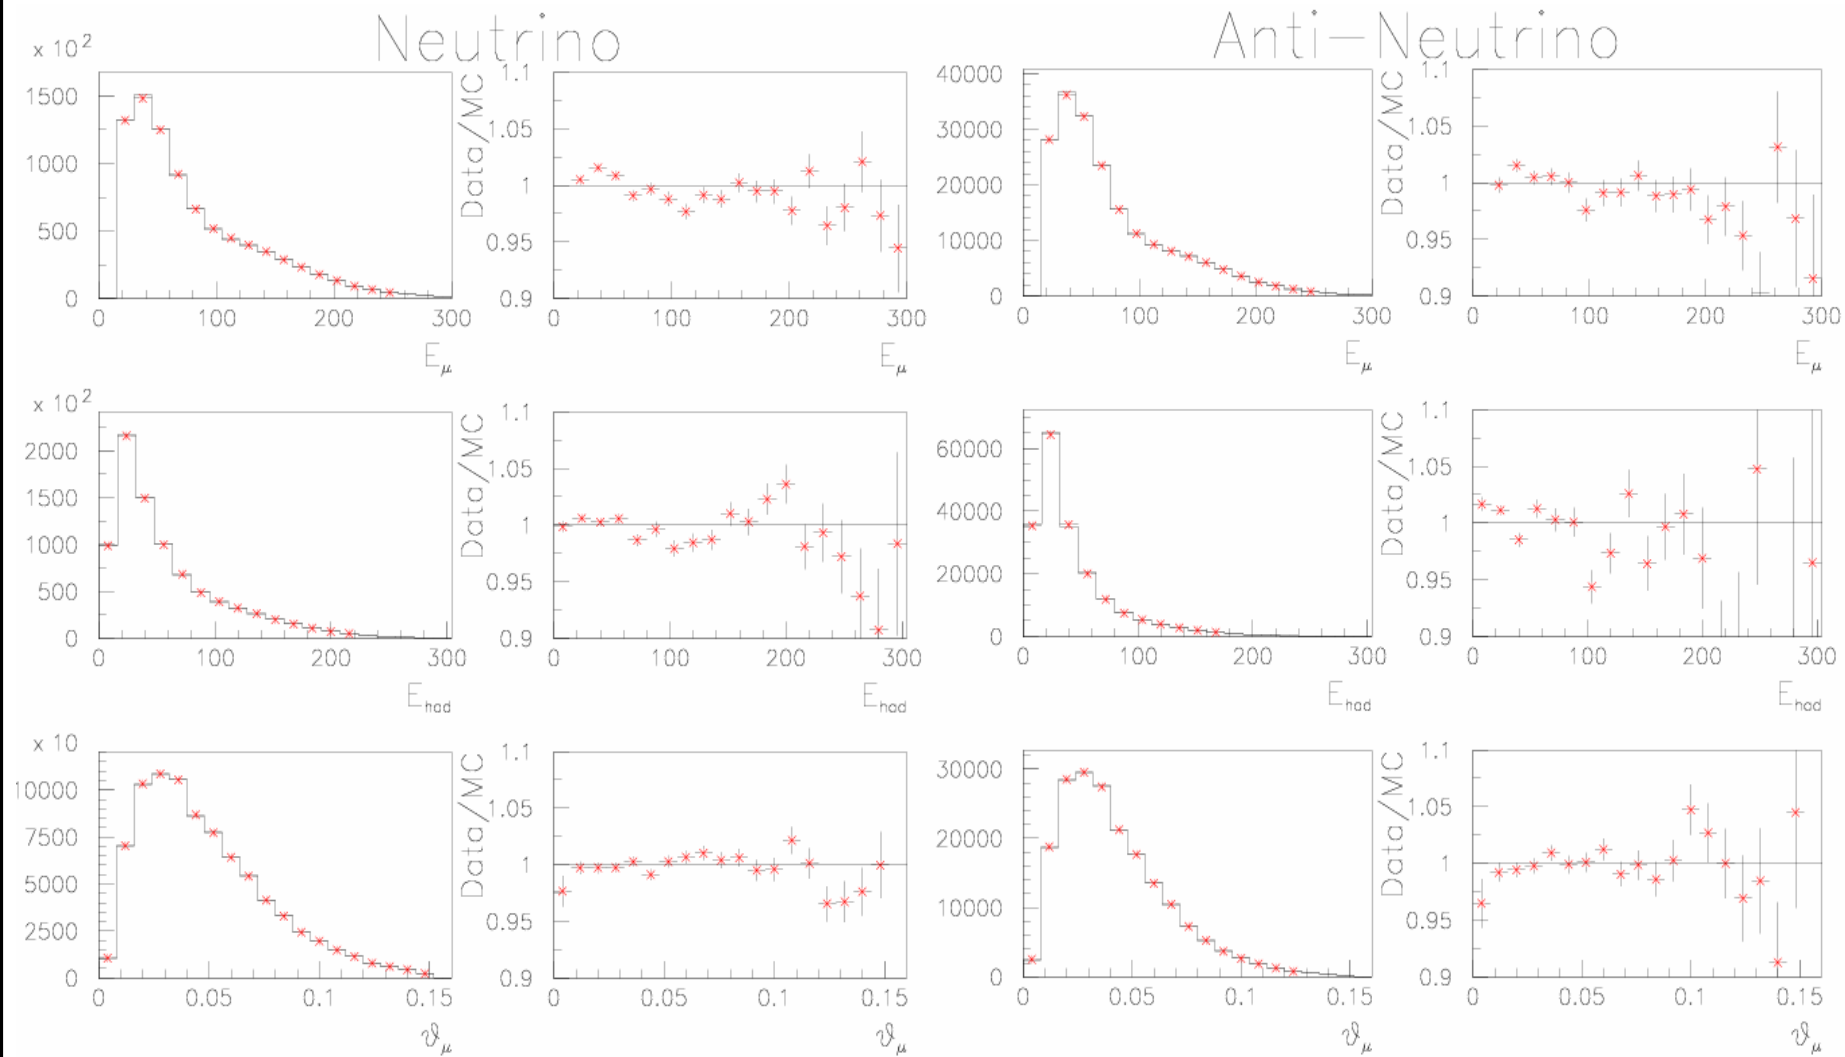 Neutrino
Anti-Neutrino
x 10²
1500
1000
500
0
0 100 200 300
E_μ
Data/MC
1.1
1.05
1
0.95
0.9
0 100 200 300
E_μ
40000
30000
20000
10000
0
0 100 200 300
E_μ
Data/MC
1.1
1.05
1
0.95
0.9
0 100 200 300
E_μ
x 10²
2000
1500
1000
500
0
0 100 200 300
E_had
Data/MC
1.1
1.05
1
0.95
0.9
0 100 200 300
E_had
60000
40000
20000
0
0 100 200 300
E_had
Data/MC
1.1
1.05
1
0.95
0.9
0 100 200 300
E_had
x 10
10000
7500
5000
2500
0
0 0.05 0.1 0.15
ϑ_μ
Data/MC
1.1
1.05
1
0.95
0.9
0 0.05 0.1 0.15
ϑ_μ
30000
20000
10000
0
0 0.05 0.1 0.15
ϑ_μ
Data/MC
1.1
1.05
1
0.95
0.9
0 0.05 0.1 0.15
ϑ_μ